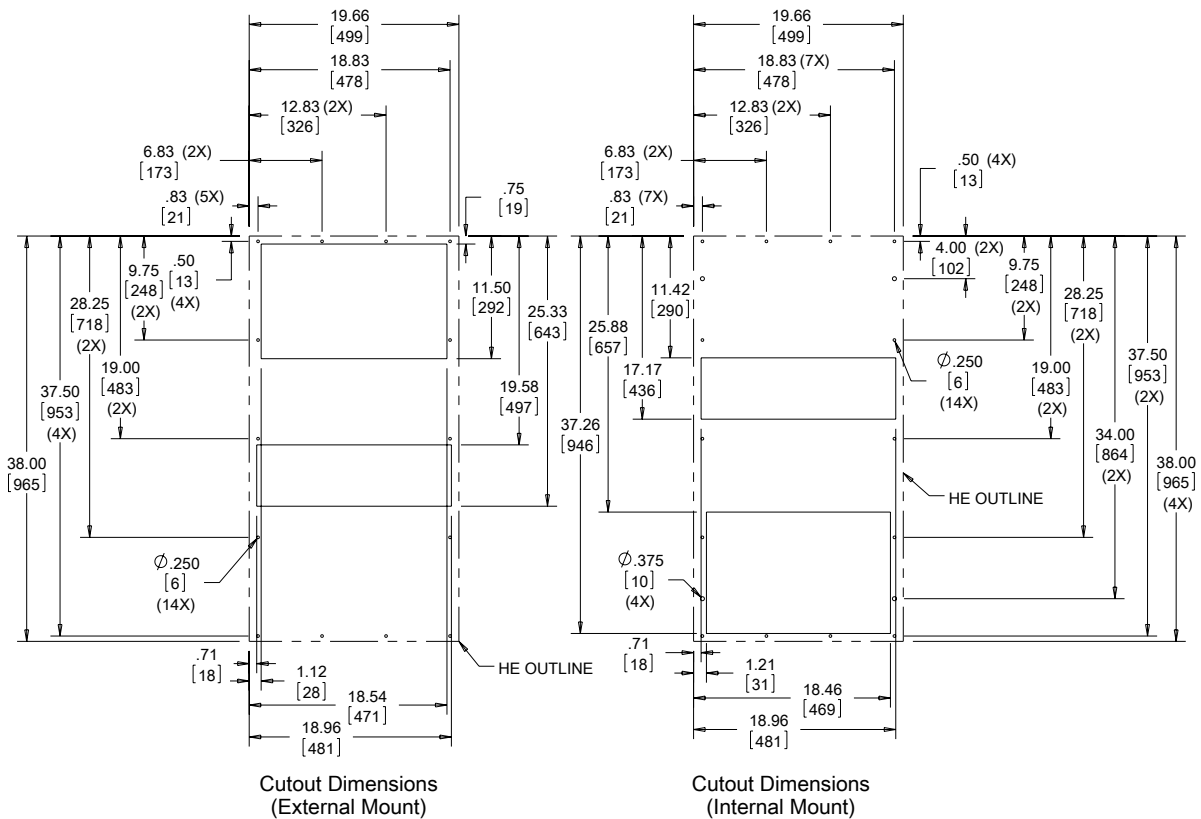 19.66
[499]
18.83
[478]
12.83 (2X)
[326]
6.83 (2X)
[173]
.83 (5X)
[21]
.75
[19]
9.75
[248]
(2X)
.50
[13]
(4X)
28.25
[718]
(2X)
11.50
[292]
25.33
[643]
19.00
[483]
(2X)
37.50
[953]
(4X)
19.58
[497]
38.00
[965]
Ø.250
[6]
(14X)
.71
[18]
1.12
[28]
HE OUTLINE
18.54
[471]
18.96
[481]
Cutout Dimensions
(External Mount)
19.66
[499]
18.83 (7X)
[478]
12.83 (2X)
[326]
6.83 (2X)
[173]
.50 (4X)
[13]
.83 (7X)
[21]
4.00 (2X)
[102]
9.75
[248]
(2X)
11.42
[290]
28.25
[718]
(2X)
25.88
[657]
37.50
[953]
(2X)
17.17
[436]
Ø.250
[6]
(14X)
19.00
[483]
(2X)
37.26
[946]
34.00
[864]
(2X)
38.00
[965]
(4X)
HE OUTLINE
Ø.375
[10]
(4X)
.71
[18]
1.21
[31]
18.46
[469]
18.96
[481]
Cutout Dimensions
(Internal Mount)